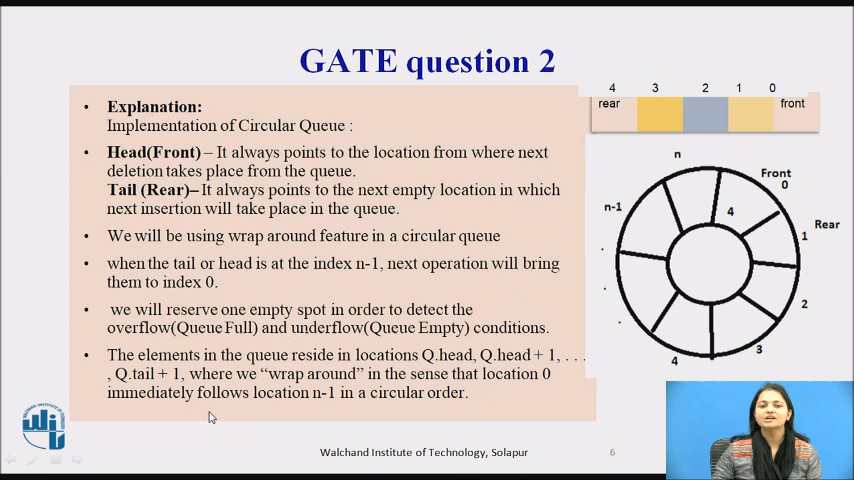 GATE question 2
• Explanation:
Implementation of Circular Queue :
• Head(Front) – It always points to the location from where next
deletion takes place from the queue.
Tail (Rear)– It always points to the next empty location in which
next insertion will take place in the queue.
• We will be using wrap around feature in a circular queue
• when the tail or head is at the index n-1, next operation will bring
them to index 0.
• we will reserve one empty spot in order to detect the
overflow(Queue Full) and underflow(Queue Empty) conditions.
• The elements in the queue reside in locations Q.head, Q.head + 1, . . .
, Q.tail + 1, where we “wrap around” in the sense that location 0
immediately follows location n-1 in a circular order.
4 3 2 1 0
rear front
n
Front
0
n-1
4
Rear
1
2
3
4
Walchand Institute of Technology, Solapur
6